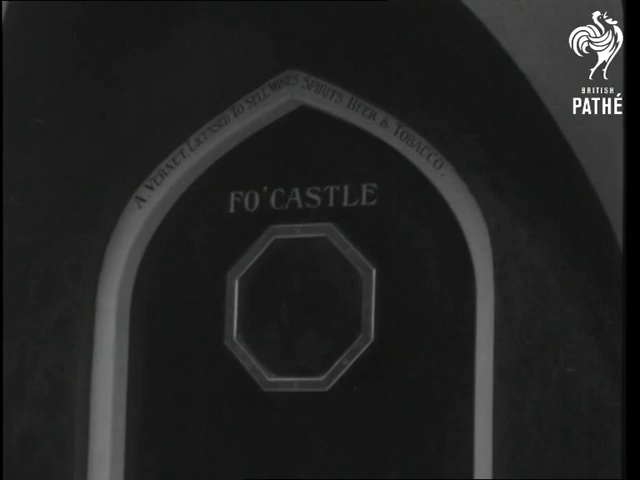 A. VERNET, LICENSED TO SELL WINES SPIRITS, BEER & TOBACCO.
FO'CASTLE
BRITISH
PATHÉ